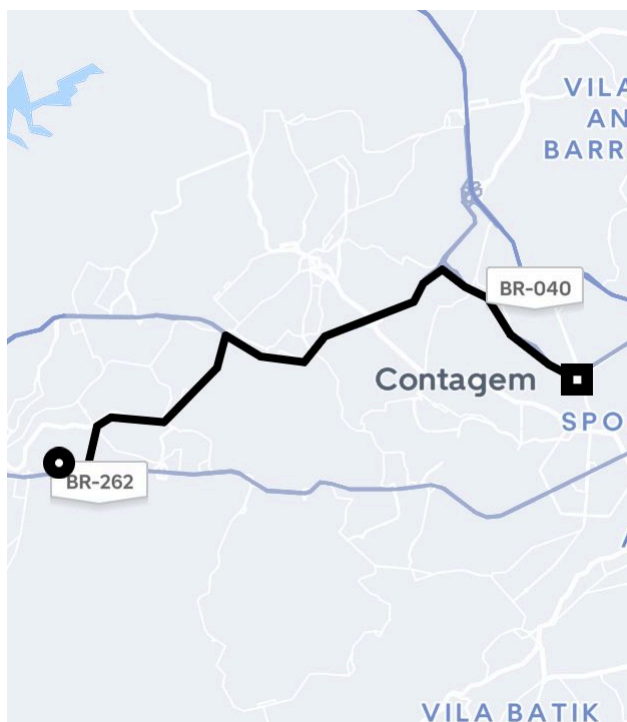 VILA
AN
BARR
BR-040
Contagem
SPO
BR-262
VILA BATIK